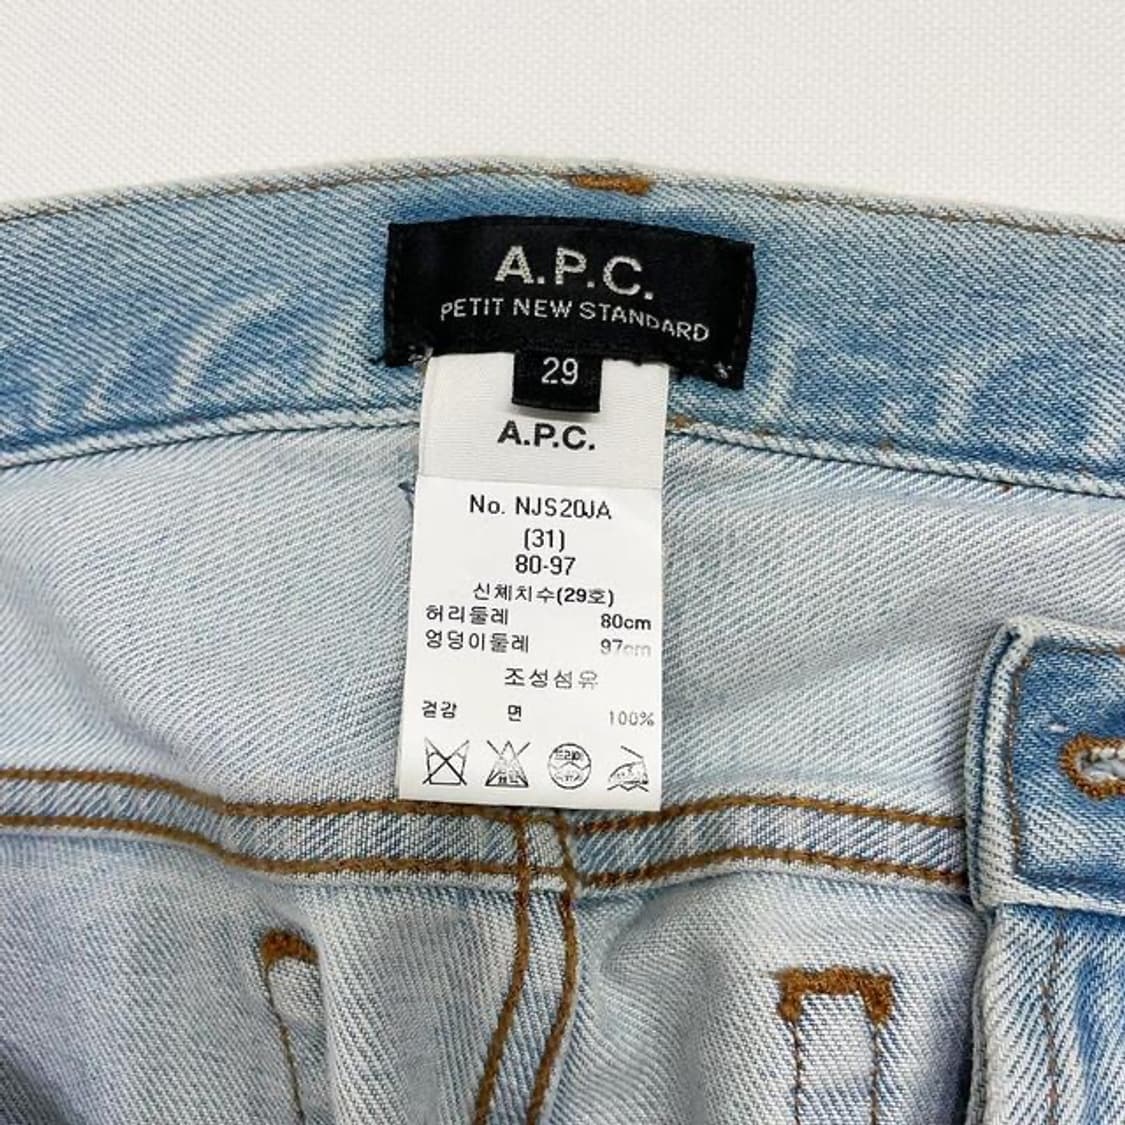 A.P.C.
PETIT NEW STANDARD
29
A.P.C.
No. NJS20JA
(31)
80-97
신체치수(29호)
허리둘레 80cm
엉덩이둘레 97cm
조성섬유
겉감 면 100%